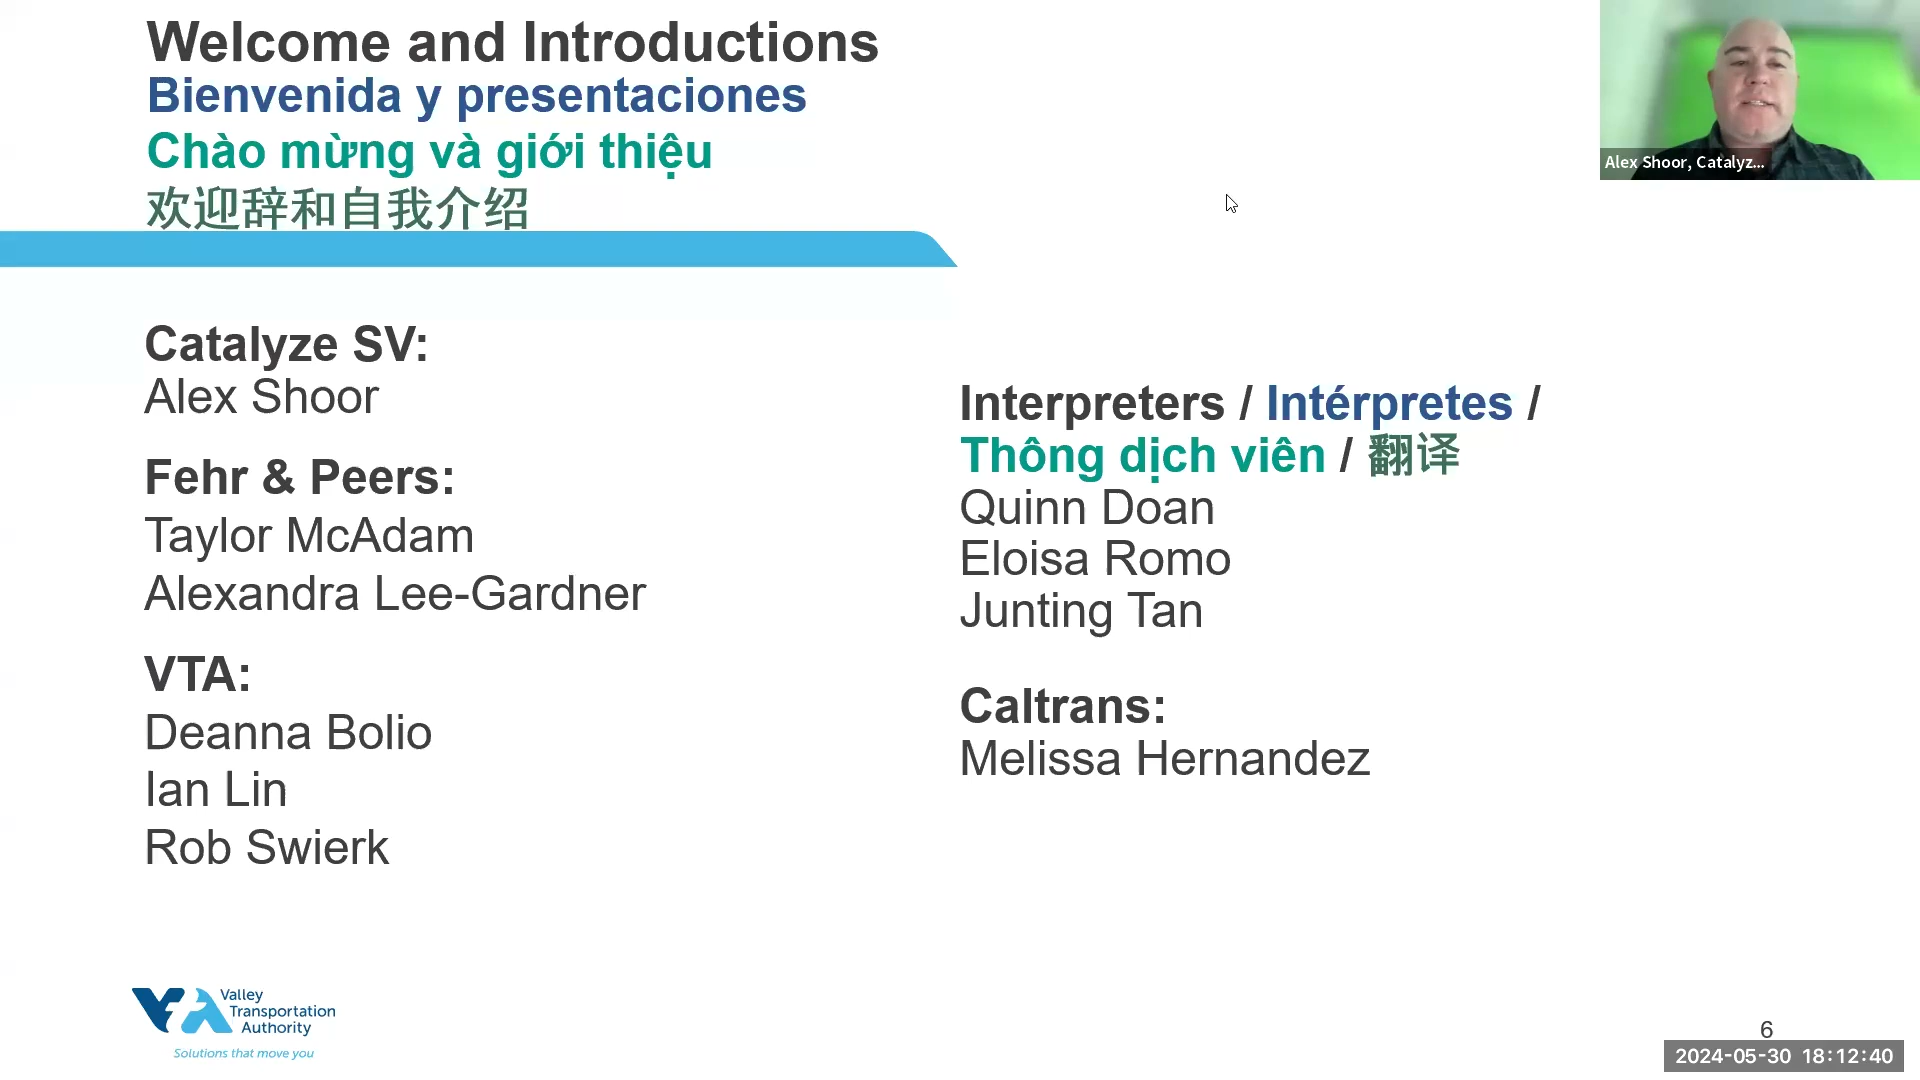 Welcome and Introductions
Bienvenida y presentaciones
Chào mừng và giới thiệu
欢迎辞和自我介绍
Alex Shoor, Catalyz...
Catalyze SV:
Alex Shoor
Fehr & Peers:
Taylor McAdam
Alexandra Lee-Gardner
VTA:
Deanna Bolio
Ian Lin
Rob Swierk
Interpreters / Intérpretes /
Thông dịch viên / 翻译
Quinn Doan
Eloisa Romo
Junting Tan
Caltrans:
Melissa Hernandez
VTA
Valley
Transportation
Authority
Solutions that move you
6
2024-05-30 18:12:40